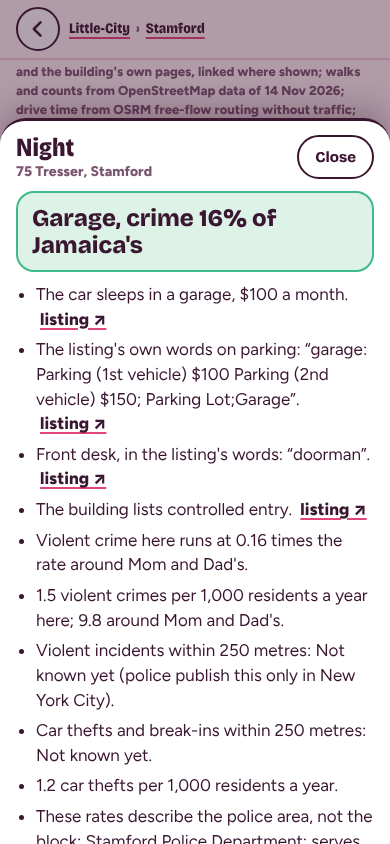 Little-City › Stamford
and the building's own pages, linked where shown; walks
and counts from OpenStreetMap data of 14 Nov 2026;
drive time from OSRM free-flow routing without traffic;
Night
75 Tresser, Stamford
Close
Garage, crime 16% of
Jamaica's
• The car sleeps in a garage, $100 a month.
listing ↗
• The listing's own words on parking: “garage:
Parking (1st vehicle) $100 Parking (2nd
vehicle) $150; Parking Lot;Garage”.
listing ↗
• Front desk, in the listing's words: “doorman”.
listing ↗
• The building lists controlled entry. listing ↗
• Violent crime here runs at 0.16 times the
rate around Mom and Dad's.
• 1.5 violent crimes per 1,000 residents a year
here; 9.8 around Mom and Dad's.
• Violent incidents within 250 metres: Not
known yet (police publish this only in New
York City).
• Car thefts and break-ins within 250 metres:
Not known yet.
• 1.2 car thefts per 1,000 residents a year.
• These rates describe the police area, not the
block: Stamford Police Department: serves